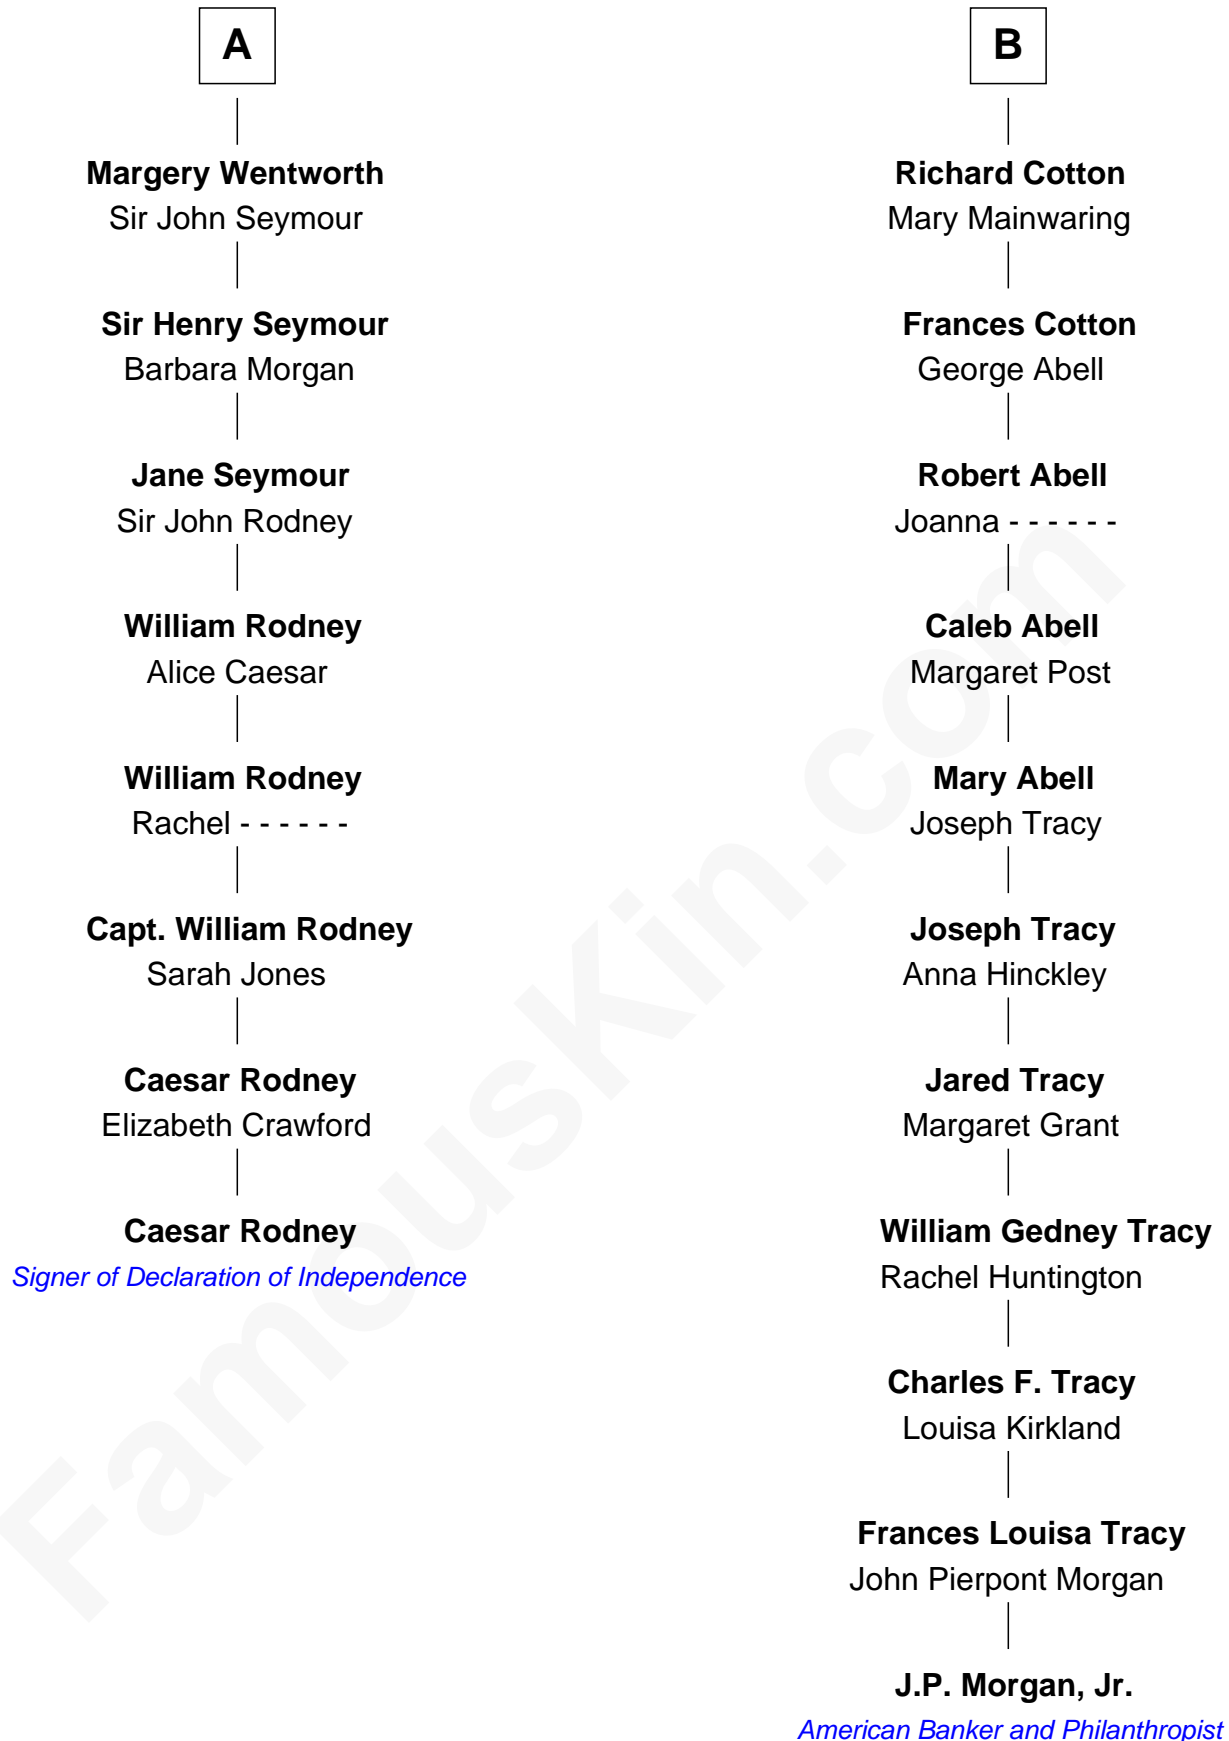 A
Margery Wentworth
Sir John Seymour
Sir Henry Seymour
Barbara Morgan
Jane Seymour
Sir John Rodney
William Rodney
Alice Caesar
William Rodney
Rachel - - - - - -
Capt. William Rodney
Sarah Jones
Caesar Rodney
Elizabeth Crawford
Caesar Rodney
Signer of Declaration of Independence
B
Richard Cotton
Mary Mainwaring
Frances Cotton
George Abell
Robert Abell
Joanna - - - - - -
Caleb Abell
Margaret Post
Mary Abell
Joseph Tracy
Joseph Tracy
Anna Hinckley
Jared Tracy
Margaret Grant
William Gedney Tracy
Rachel Huntington
Charles F. Tracy
Louisa Kirkland
Frances Louisa Tracy
John Pierpont Morgan
J.P. Morgan, Jr.
American Banker and Philanthropist
FamousKin.com